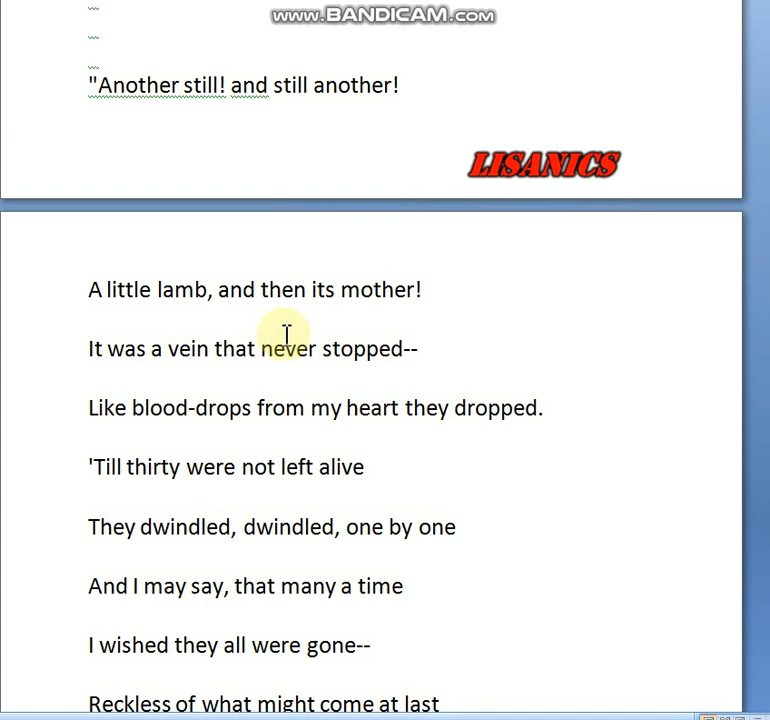 www.BANDICAM.com
"Another still! and still another!
LISANICS
A little lamb, and then its mother!
It was a vein that never stopped--
Like blood-drops from my heart they dropped.
'Till thirty were not left alive
They dwindled, dwindled, one by one
And I may say, that many a time
I wished they all were gone--
Reckless of what might come at last